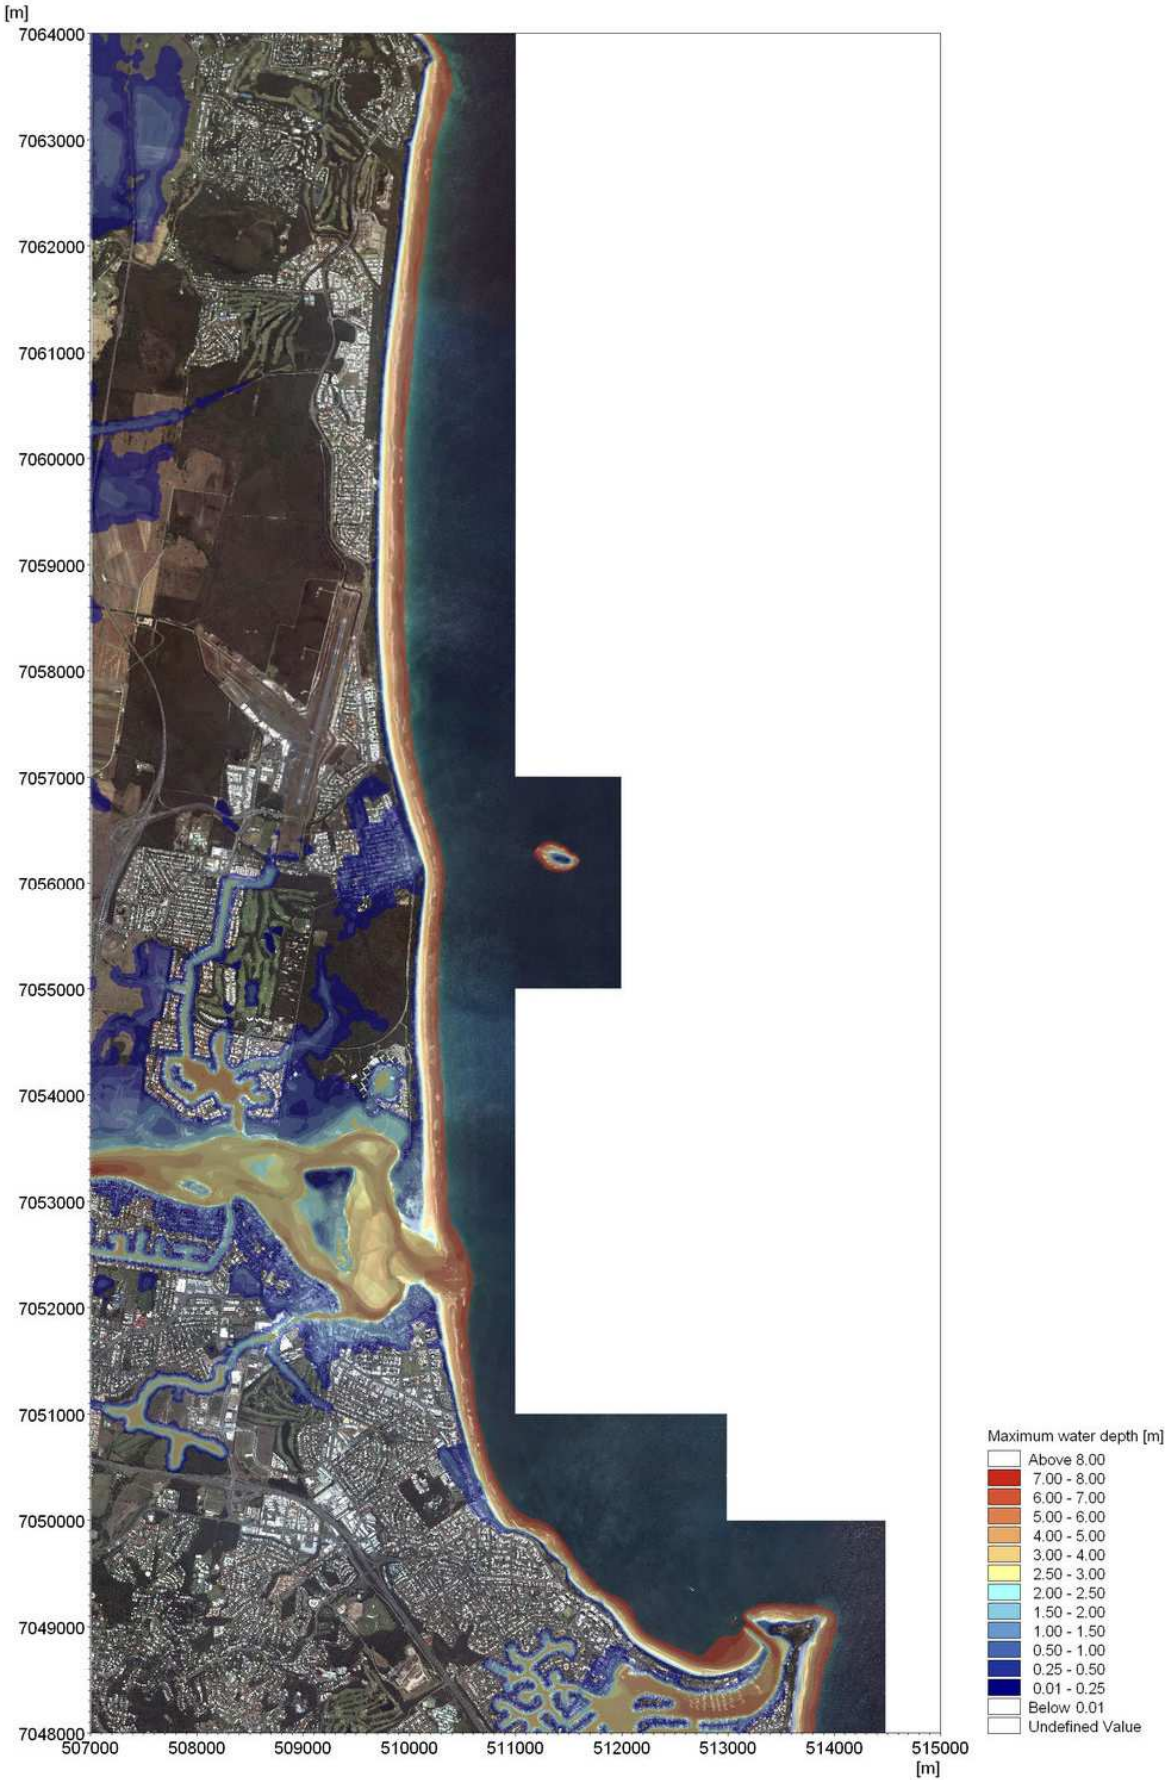 [m]
7064000
7063000
7062000
7061000
7060000
7059000
7058000
7057000
7056000
7055000
7054000
7053000
7052000
7051000
7050000
7049000
7048000
507000 508000 509000 510000 511000 512000 513000 514000 515000
[m]
Maximum water depth [m]
Above 8.00
7.00 - 8.00
6.00 - 7.00
5.00 - 6.00
4.00 - 5.00
3.00 - 4.00
2.50 - 3.00
2.00 - 2.50
1.50 - 2.00
1.00 - 1.50
0.50 - 1.00
0.25 - 0.50
0.01 - 0.25
Below 0.01
Undefined Value